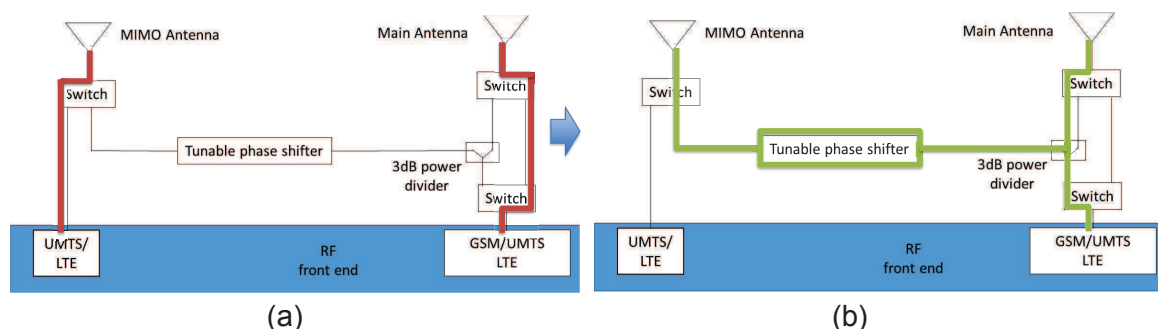 MIMO Antenna
Main Antenna
Switch
Switch
Tunable phase shifter
3dB power
divider
Switch
UMTS/
LTE
RF
front end
GSM/UMTS
LTE
(a)
MIMO Antenna
Main Antenna
Switch
Switch
Tunable phase shifter
3dB power
divider
Switch
UMTS/
LTE
RF
front end
GSM/UMTS
LTE
(b)